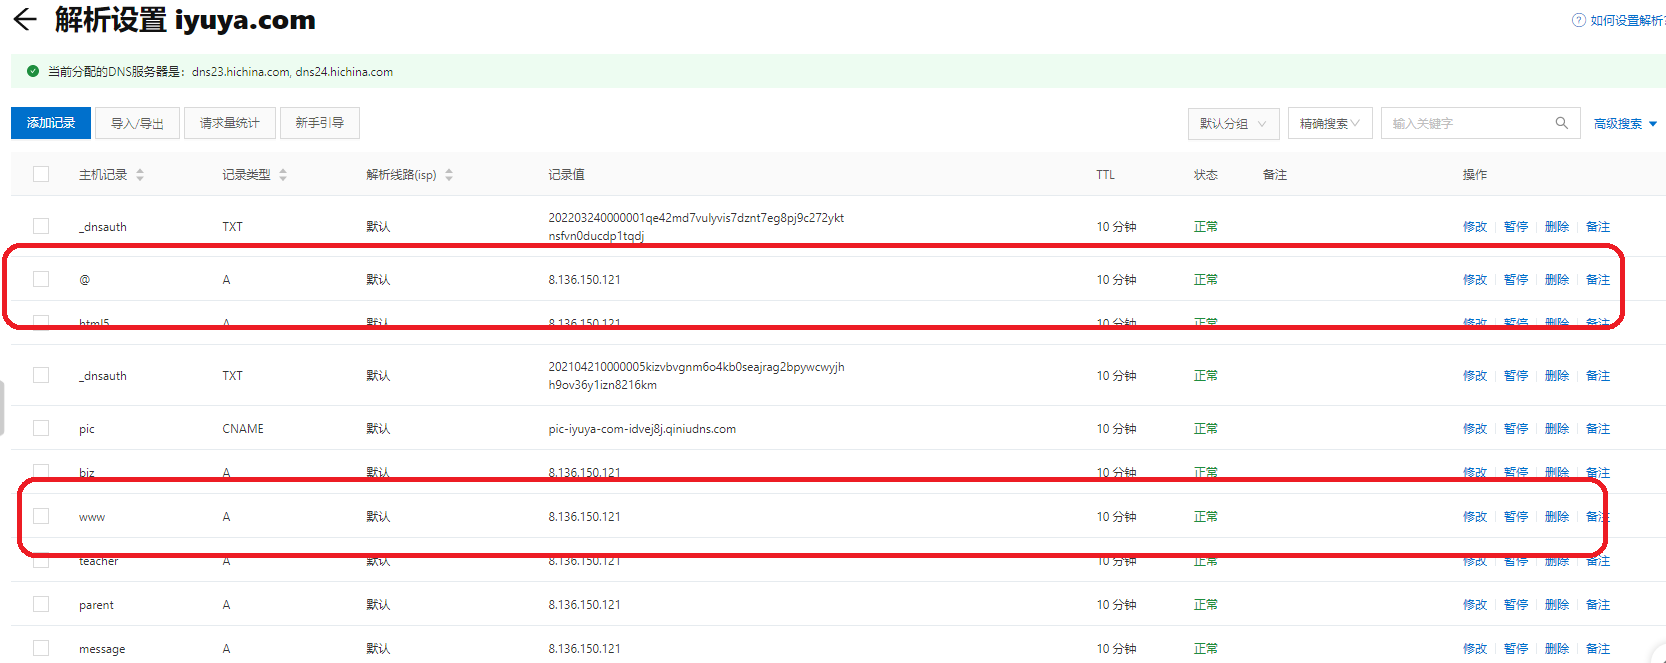 解析设置 iyuya.com
如何设置解析
当前分配的DNS服务器是：dns23.hichina.com, dns24.hichina.com
添加记录 导入/导出 请求量统计 新手引导 默认分组 精确搜索 输入关键字 高级搜索
主机记录 记录类型 解析线路(isp) 记录值 TTL 状态 备注 操作
_dnsauth TXT 默认 202203240000001qe42md7vulyvis7dznt7eg8pj9c272ykt 10 分钟 正常 修改 暂停 删除 备注
nsfvn0ducdp1tqdj
@ A 默认 8.136.150.121 10 分钟 正常 修改 暂停 删除 备注
html5 A 默认 8.136.150.121 10 分钟 正常 修改 暂停 删除 备注
_dnsauth TXT 默认 202104210000005kizvbvgnm6o4kb0seajrag2bpywcwyjh 10 分钟 正常 修改 暂停 删除 备注
h9ov36y1izn8216km
pic CNAME 默认 pic-iyuya-com-idvej8j.qiniudns.com 10 分钟 正常 修改 暂停 删除 备注
biz A 默认 8.136.150.121 10 分钟 正常 修改 暂停 删除 备注
www A 默认 8.136.150.121 10 分钟 正常 修改 暂停 删除 备注
teacher A 默认 8.136.150.121 10 分钟 正常 修改 暂停 删除 备注
parent A 默认 8.136.150.121 10 分钟 正常 修改 暂停 删除 备注
message A 默认 8.136.150.121 10 分钟 正常 修改 暂停 删除 备注